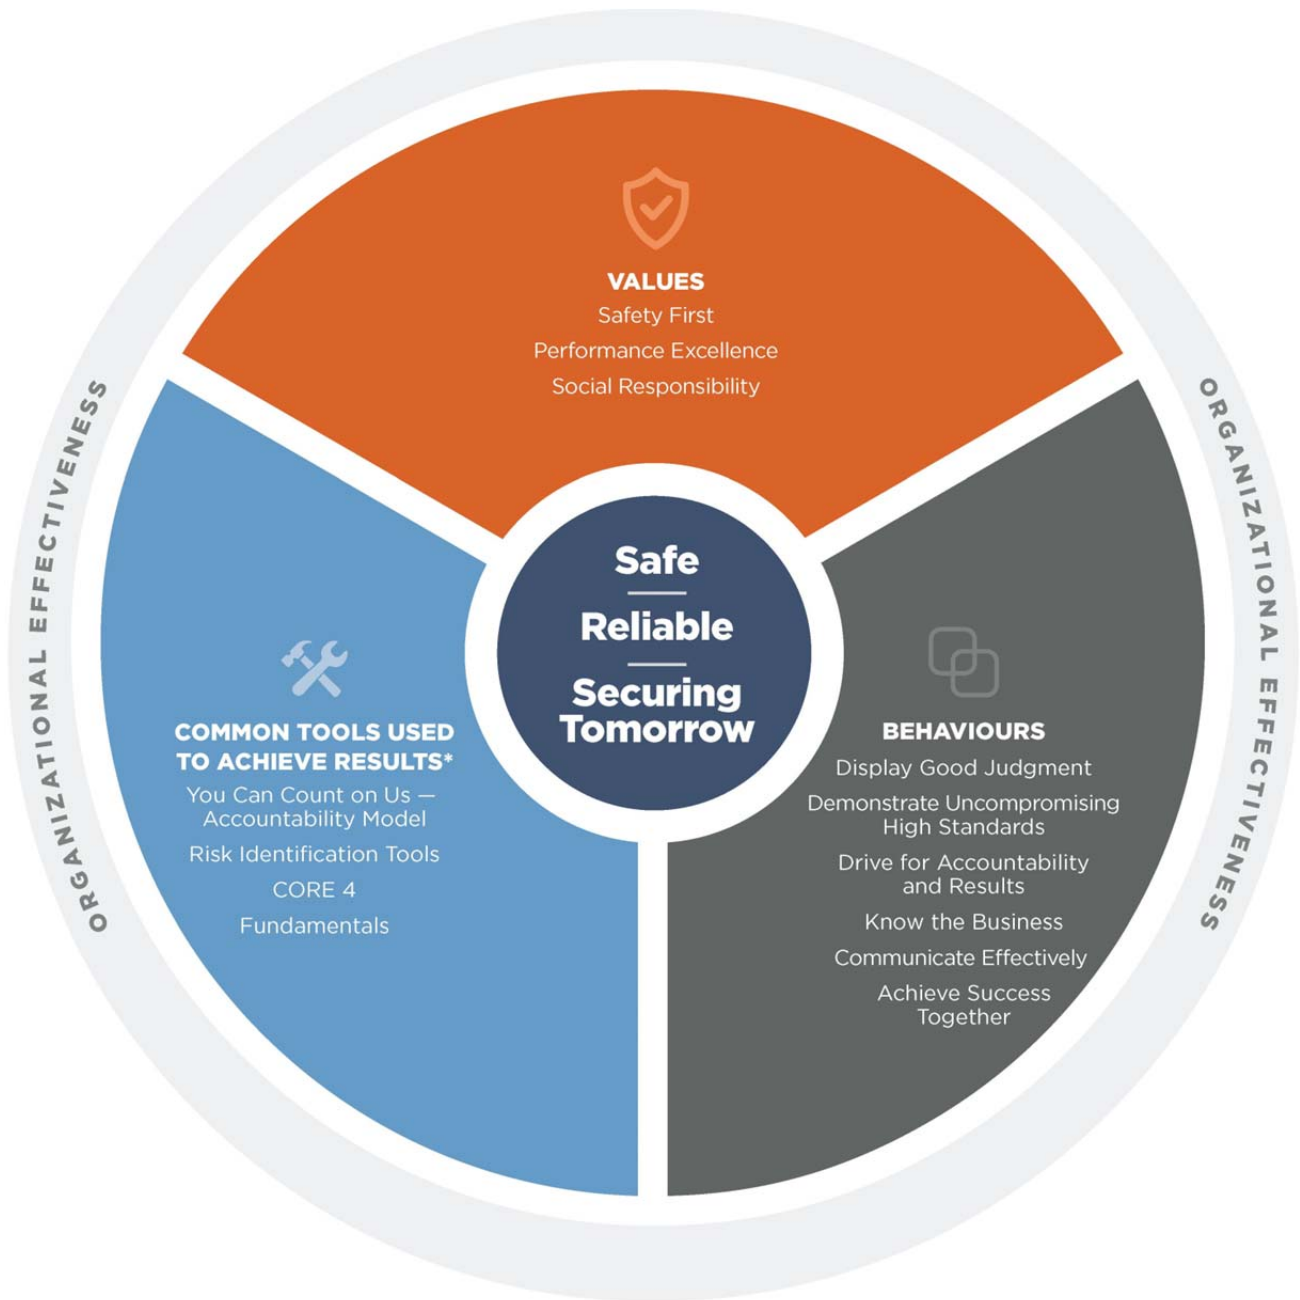 VALUES
Safety First
Performance Excellence
Social Responsibility
ORGANIZATIONAL EFFECTIVENESS
ORGANIZATIONAL EFFECTIVENESS
Safe
Reliable
Securing
Tomorrow
COMMON TOOLS USED
TO ACHIEVE RESULTS*
You Can Count on Us —
Accountability Model
Risk Identification Tools
CORE 4
Fundamentals
BEHAVIOURS
Display Good Judgment
Demonstrate Uncompromising
High Standards
Drive for Accountability
and Results
Know the Business
Communicate Effectively
Achieve Success
Together